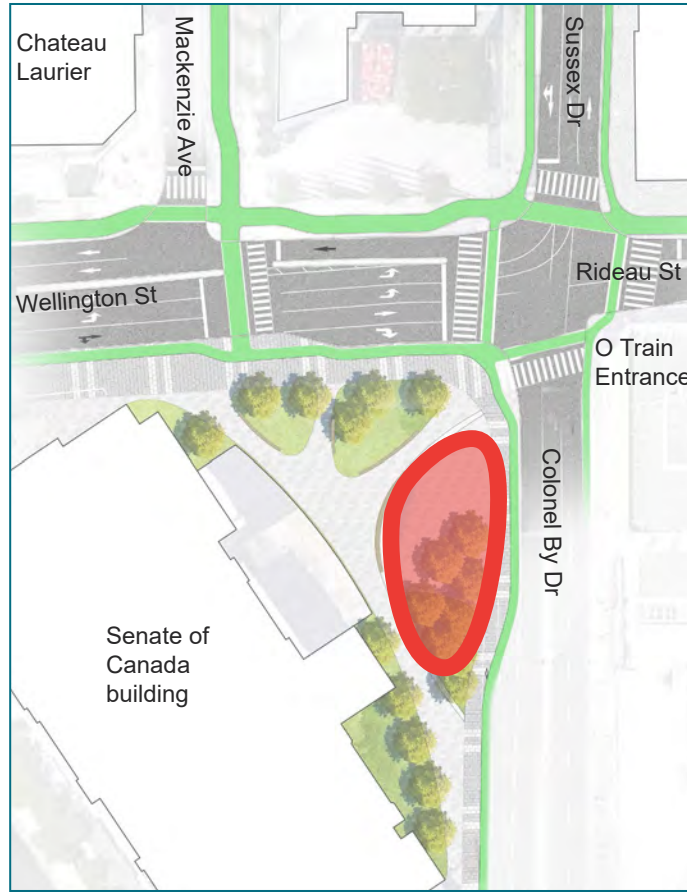 Chateau
Laurier
Mackenzie Ave
Sussex Dr
Wellington St
Rideau St
O Train
Entrance
Colonel By Dr
Senate of
Canada
building